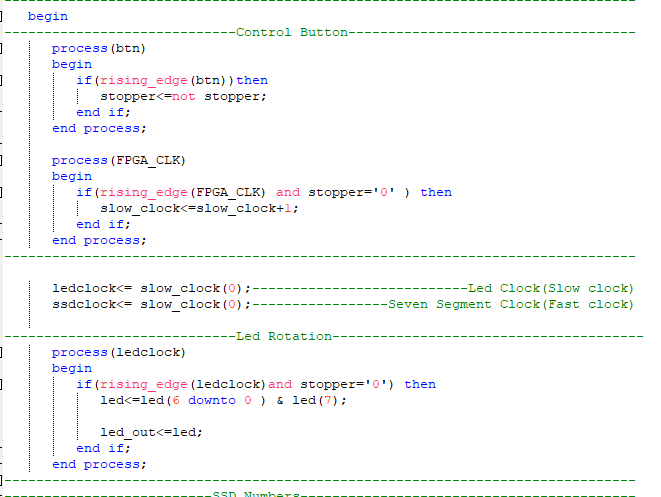 begin
-----------------------------Control Button------------------------------------
process(btn)
begin
if(rising_edge(btn))then
stopper<=not stopper;
end if;
end process;
process(FPGA_CLK)
begin
if(rising_edge(FPGA_CLK) and stopper='0' ) then
slow_clock<=slow_clock+1;
end if;
end process;
-------------------------------------------------------------------------------
ledclock<= slow_clock(0);---------------------------Led Clock(Slow clock)
ssdclock<= slow_clock(0);-----------------Seven Segment Clock(Fast clock)
-----------------------------Led Rotation---------------------------------------
process(ledclock)
begin
if(rising_edge(ledclock)and stopper='0') then
led<=led(6 downto 0 ) & led(7);
led_out<=led;
end if;
end process;
-------------------------------------------------------------------------------
--------------------------SSD Numbers------------------------------------------